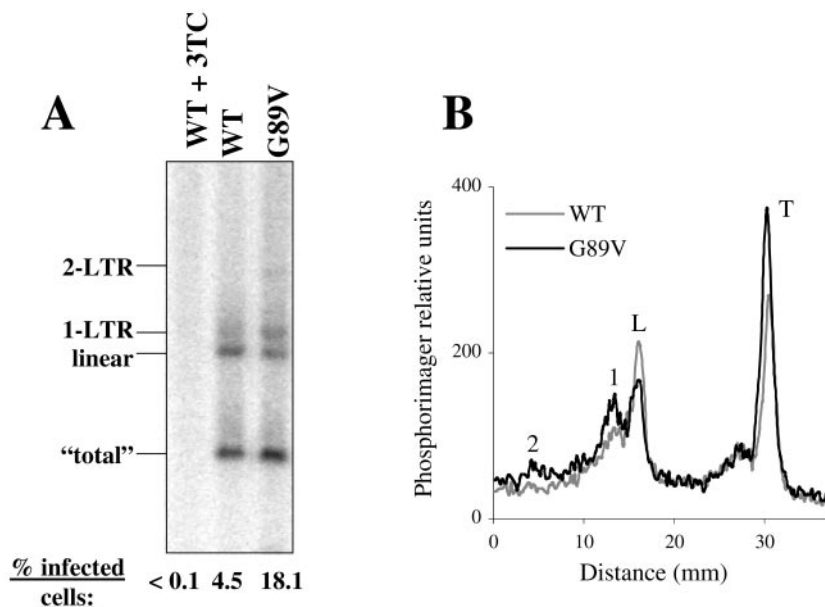 A
WT + 3TC
WT
G89V
2-LTR
1-LTR
linear
“total”
% infected
cells:
< 0.1 4.5 18.1
B
Phosphorimager relative units
400
200
0
WT
G89V
2
1
L
T
0 10 20 30
Distance (mm)